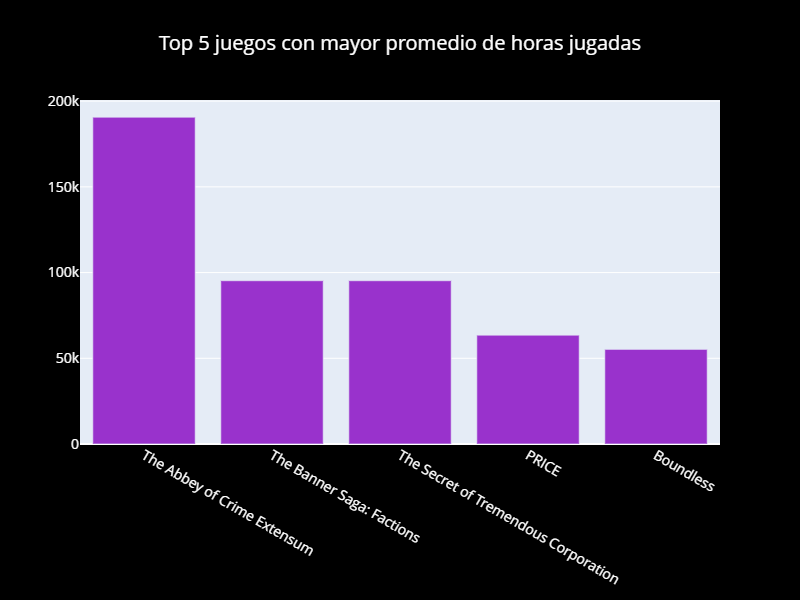 Top 5 juegos con mayor promedio de horas jugadas
200k
150k
100k
50k
0
The Abbey of Crime Extensum
The Banner Saga: Factions
The Secret of Tremendous Corporation
PRICE
Boundless